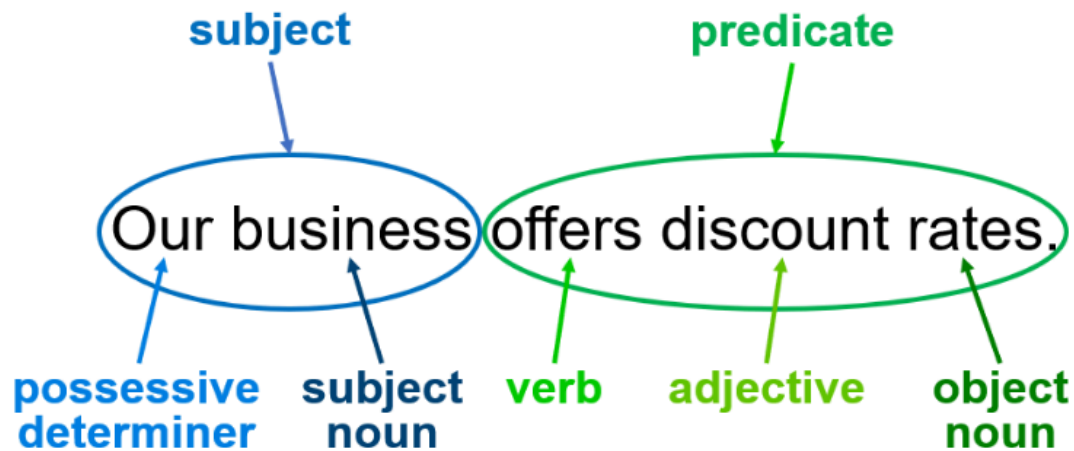 subject predicate
Our business offers discount rates.
possessive determiner subject noun verb adjective object noun